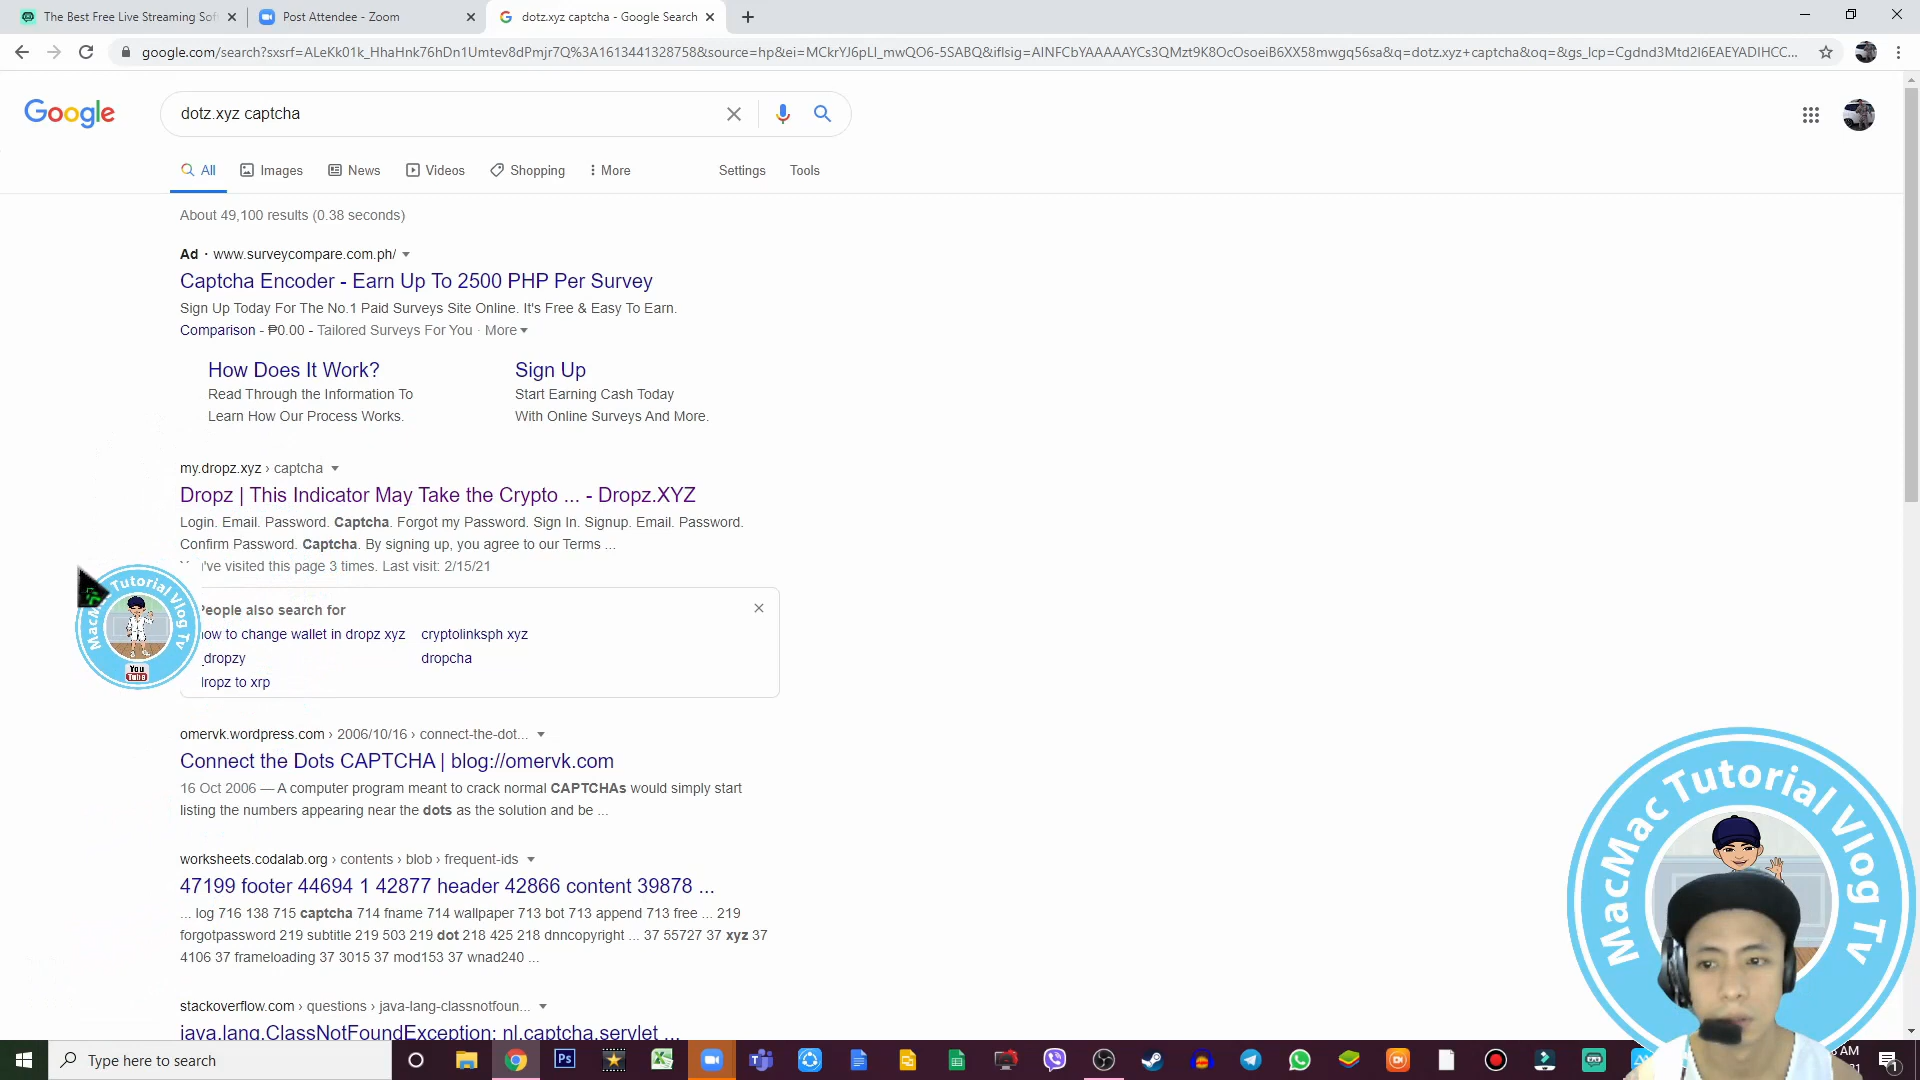 The Best Free Live Streaming Sof
Post Attendee - Zoom
dotz.xyz captcha - Google Search
google.com/search?sxsrf=ALeKk01k_HhaHnk76hDn1Umtev8dPmjr7Q%3A1613441328758&source=hp&ei=MCkrYJ6pLI_mwQO6-5SABQ&iflsig=AINFCbYAAAAAYCs3QMzt9K8OcOsoeiB6XX58mwgq56sa&q=dotz.xyz+captcha&oq=&gs_lcp=Cgdnd3Mtd2l6EAEYADIHCC...
Google
dotz.xyz captcha
All Images News Videos Shopping More Settings Tools
About 49,100 results (0.38 seconds)
Ad · www.surveycompare.com.ph/
Captcha Encoder - Earn Up To 2500 PHP Per Survey
Sign Up Today For The No.1 Paid Surveys Site Online. It's Free & Easy To Earn.
Comparison - ₱0.00 - Tailored Surveys For You · More
How Does It Work?
Read Through the Information To
Learn How Our Process Works.
Sign Up
Start Earning Cash Today
With Online Surveys And More.
my.dropz.xyz › captcha
Dropz | This Indicator May Take the Crypto ... - Dropz.XYZ
Login. Email. Password. Captcha. Forgot my Password. Sign In. Signup. Email. Password.
Confirm Password. Captcha. By signing up, you agree to our Terms ...
've visited this page 3 times. Last visit: 2/15/21
People also search for
how to change wallet in dropz xyz cryptolinksph xyz
dropzy dropcha
dropz to xrp
MacMac Tutorial Vlog Tv
You Tube
omervk.wordpress.com › 2006/10/16 › connect-the-dot...
Connect the Dots CAPTCHA | blog://omervk.com
16 Oct 2006 — A computer program meant to crack normal CAPTCHAs would simply start
listing the numbers appearing near the dots as the solution and be ...
worksheets.codalab.org › contents › blob › frequent-ids
47199 footer 44694 1 42877 header 42866 content 39878 ...
... log 716 138 715 captcha 714 fname 714 wallpaper 713 bot 713 append 713 free ... 219
forgotpassword 219 subtitle 219 503 219 dot 218 425 218 dnncopyright ... 37 55727 37 xyz 37
4106 37 frameloading 37 3015 37 mod153 37 wnad240 ...
stackoverflow.com › questions › java-lang-classnotfoun...
java.lang.ClassNotFoundException: nl.captcha.servlet ...
MacMac Tutorial Vlog Tv
Type here to search
Ps
AM
1